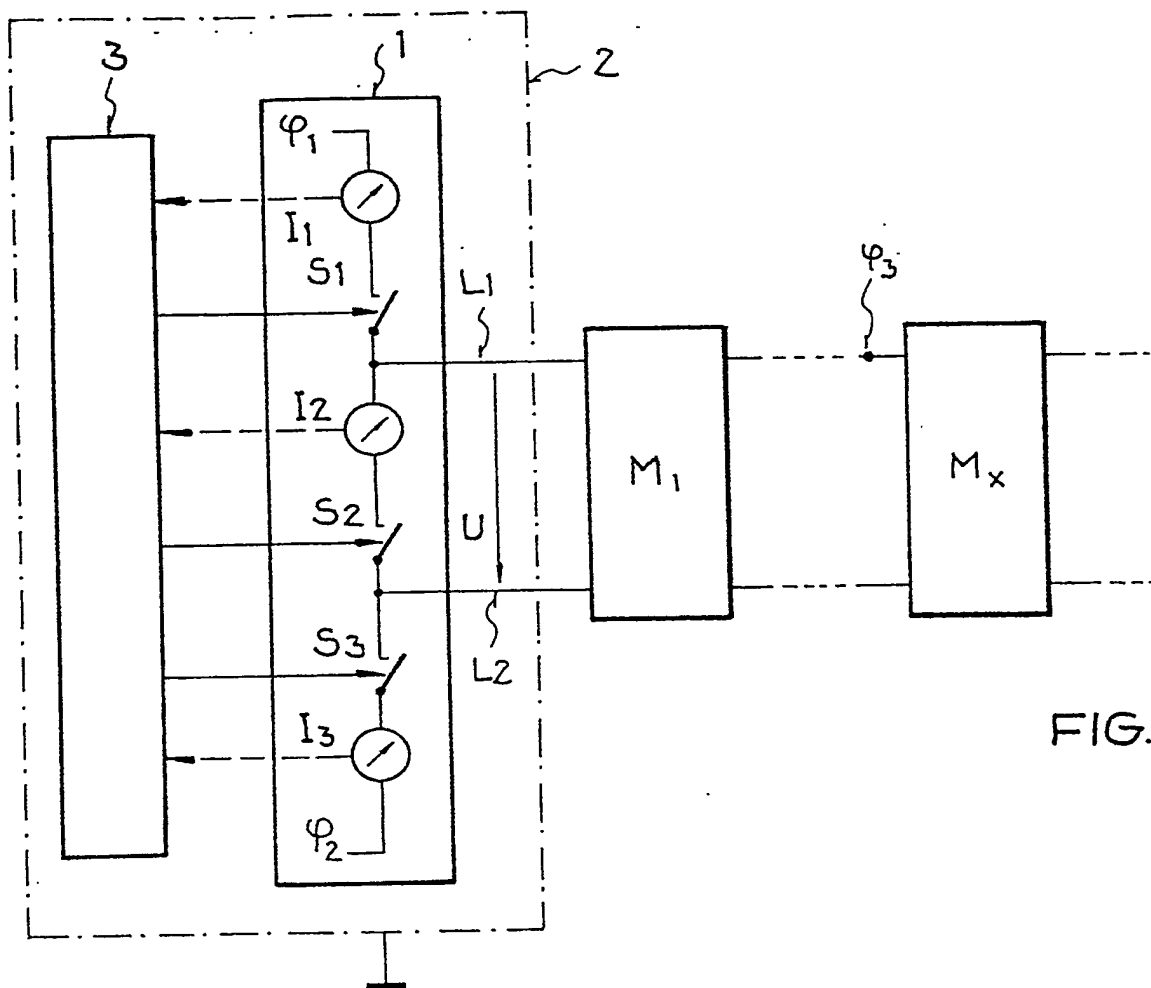 3
1
2
φ₁
I₁
S1
L1
φ₃
I2
M₁
Mₓ
S2
U
S3
L2
I₃
FIG.
φ₂